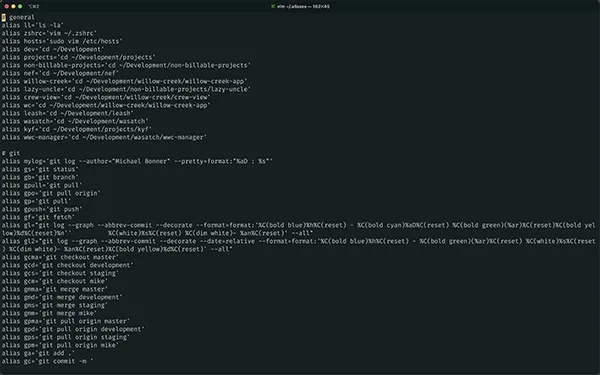 ⌥⌘2
vim ~/.aliases — 162×45
# general
alias ll='ls -la'
alias zshrc='vim ~/.zshrc'
alias hosts='sudo vim /etc/hosts'
alias dev='cd ~/Development'
alias projects='cd ~/Development/projects'
alias non-billable-projects='cd ~/Development/non-billable-projects'
alias nef='cd ~/Development/nef'
alias willow-creek='cd ~/Development/willow-creek/willow-creek-app'
alias lazy-uncle='cd ~/Development/non-billable-projects/lazy-uncle'
alias crew-view='cd ~/Development/willow-creek/crew-view'
alias wc='cd ~/Development/willow-creek/willow-creek-app'
alias leash='cd ~/Development/leash'
alias wasatch='cd ~/Development/wasatch'
alias kyf='cd ~/Development/projects/kyf'
alias wwc-manager='cd ~/Development/wasatch/wwc-manager'
# git
alias mylog='git log --author="Michael Bonner" --pretty=format:"%aD : %s"'
alias gs='git status'
alias gb='git branch'
alias gpull='git pull'
alias gpo='git pull origin'
alias gp='git pull'
alias gpush='git push'
alias gf='git fetch'
alias gl="git log --graph --abbrev-commit --decorate --format=format:'%C(bold blue)%h%C(reset) - %C(bold cyan)%aD%C(reset) %C(bold green)(%ar)%C(reset)%C(bold yel
low)%d%C(reset)%n' %C(white)%s%C(reset) %C(dim white)- %an%C(reset)' --all"
alias gl2="git log --graph --abbrev-commit --decorate --date=relative --format=format:'%C(bold blue)%h%C(reset) - %C(bold green)(%ar)%C(reset) %C(white)%s%C(reset
) %C(dim white)- %an%C(reset)%C(bold yellow)%d%C(reset)' --all"
alias gcma='git checkout master'
alias gcd='git checkout development'
alias gcs='git checkout staging'
alias gcm='git checkout mike'
alias gmma='git merge master'
alias gmd='git merge development'
alias gms='git merge staging'
alias gmm='git merge mike'
alias gpma='git pull origin master'
alias gpd='git pull origin development'
alias gps='git pull origin staging'
alias gpm='git pull origin mike'
alias ga='git add .'
alias gc='git commit -m '